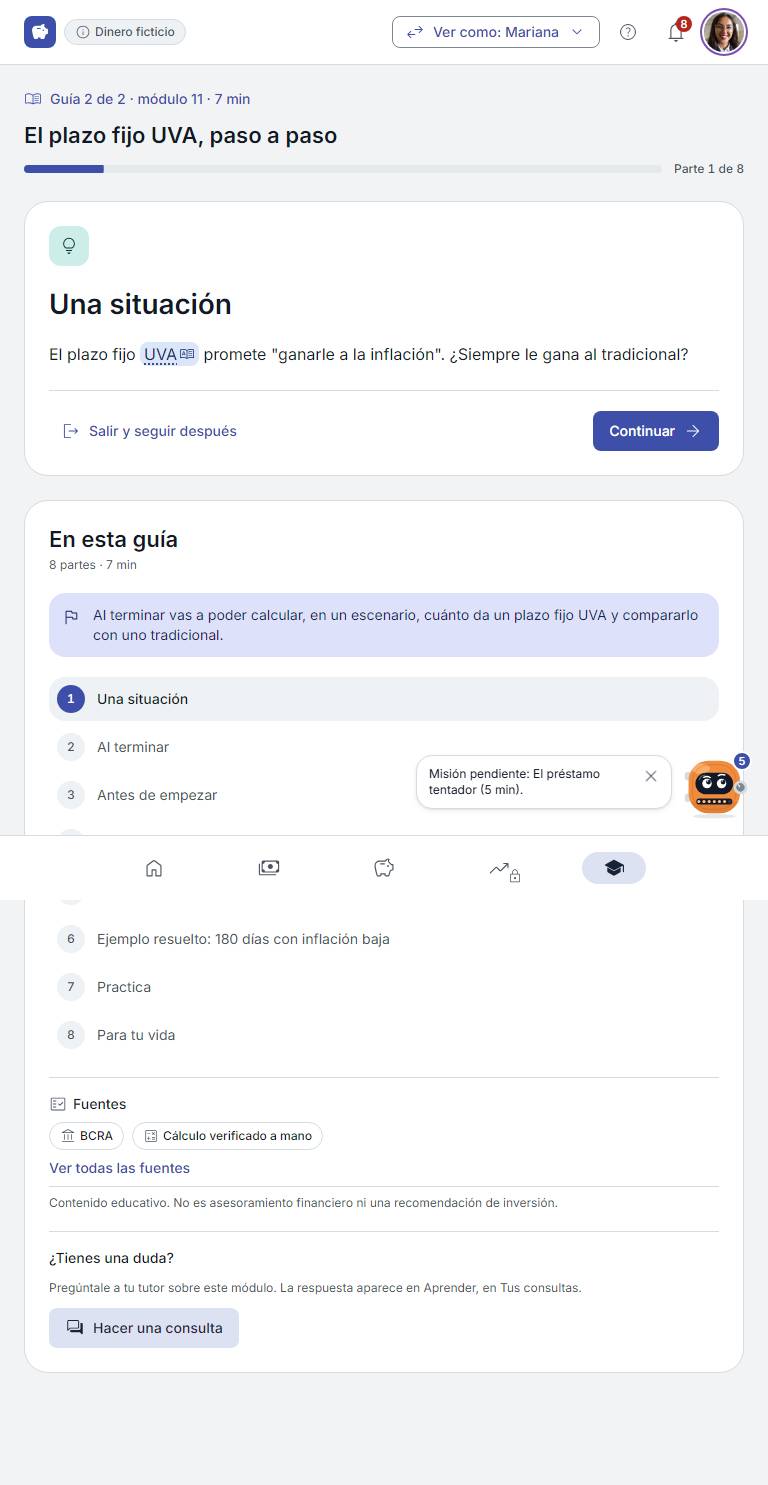 Dinero ficticio
Ver como: Mariana
8
Guía 2 de 2 · módulo 11 · 7 min
El plazo fijo UVA, paso a paso
Parte 1 de 8
Una situación
El plazo fijo UVA promete "ganarle a la inflación". ¿Siempre le gana al tradicional?
Salir y seguir después
Continuar
En esta guía
8 partes · 7 min
Al terminar vas a poder calcular, en un escenario, cuánto da un plazo fijo UVA y compararlo
con uno tradicional.
1 Una situación
2 Al terminar
3 Antes de empezar
Misión pendiente: El préstamo
tentador (5 min).
5
6 Ejemplo resuelto: 180 días con inflación baja
7 Practica
8 Para tu vida
Fuentes
BCRA
Cálculo verificado a mano
Ver todas las fuentes
Contenido educativo. No es asesoramiento financiero ni una recomendación de inversión.
¿Tienes una duda?
Pregúntale a tu tutor sobre este módulo. La respuesta aparece en Aprender, en Tus consultas.
Hacer una consulta